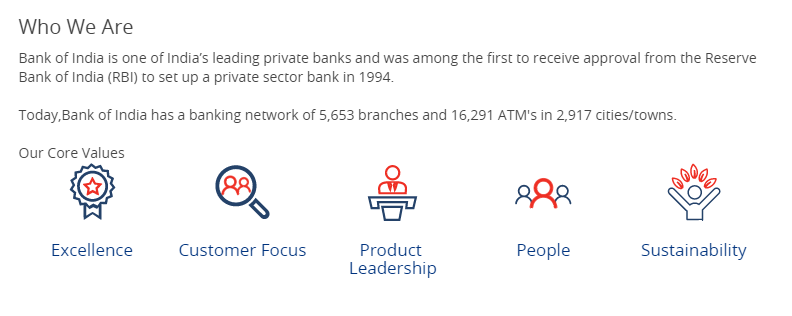 Who We Are
Bank of India is one of India’s leading private banks and was among the first to receive approval from the Reserve
Bank of India (RBI) to set up a private sector bank in 1994.
Today,Bank of India has a banking network of 5,653 branches and 16,291 ATM's in 2,917 cities/towns.
Our Core Values
Excellence
Customer Focus
Product
Leadership
People
Sustainability